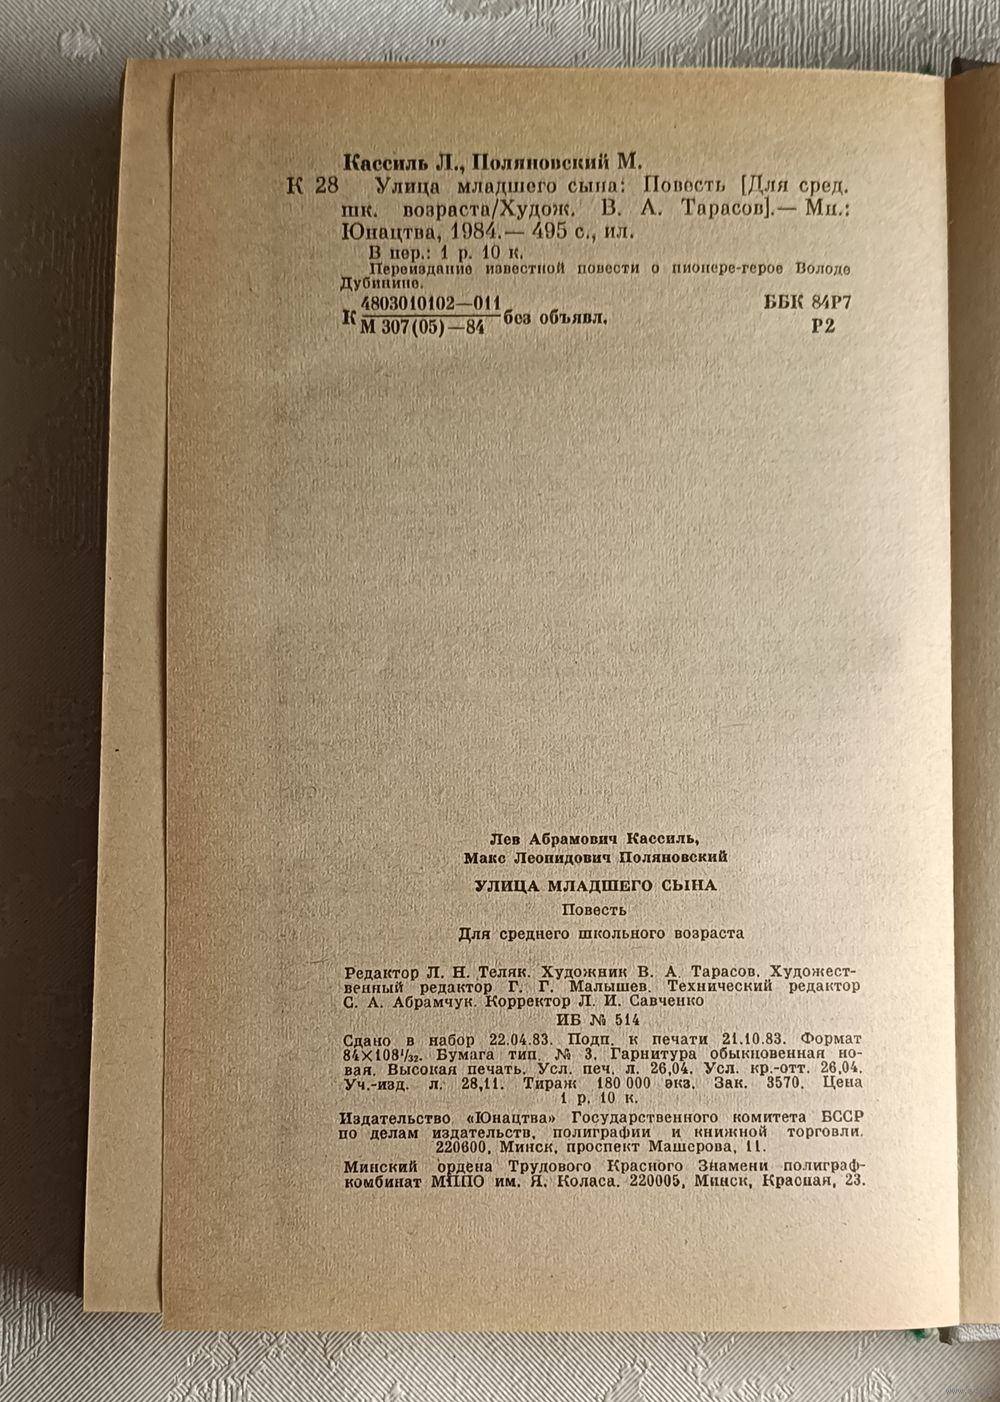 Кассиль Л., Поляновский М.
К 28 Улица младшего сына: Повесть [Для сред.
шк. возраста/Худож. В. А. Тарасов].— Мн.:
Юнацтва, 1984.— 495 с., ил.
В пер.: 1 р. 10 к.
Переиздание известной повести о пионере-герое Володе
Дубинине.
4803010102—011
К М 307(05)—84 без объявл.
ББК 84Р7
Р2
Лев Абрамович Кассиль,
Макс Леонидович Поляновский
УЛИЦА МЛАДШЕГО СЫНА
Повесть
Для среднего школьного возраста
Редактор Л. Н. Теляк. Художник В. А. Тарасов. Художест-
венный редактор Г. Г. Малышев. Технический редактор
С. А. Абрамчук. Корректор Л. И. Савченко
ИБ № 514
Сдано в набор 22.04.83. Подп. к печати 21.10.83. Формат
84×108¹/₃₂. Бумага тип. № 3. Гарнитура обыкновенная но-
вая. Высокая печать. Усл. печ. л. 26,04. Усл. кр.-отт. 26,04.
Уч.-изд. л. 28,11. Тираж 180 000 экз. Зак. 3570. Цена
1 р. 10 к.
Издательство «Юнацтва» Государственного комитета БССР
по делам издательств, полиграфии и книжной торговли.
220600, Минск, проспект Машерова, 11.
Минский ордена Трудового Красного Знамени полиграф-
комбинат МППО им. Я. Коласа. 220005, Минск, Красная, 23.